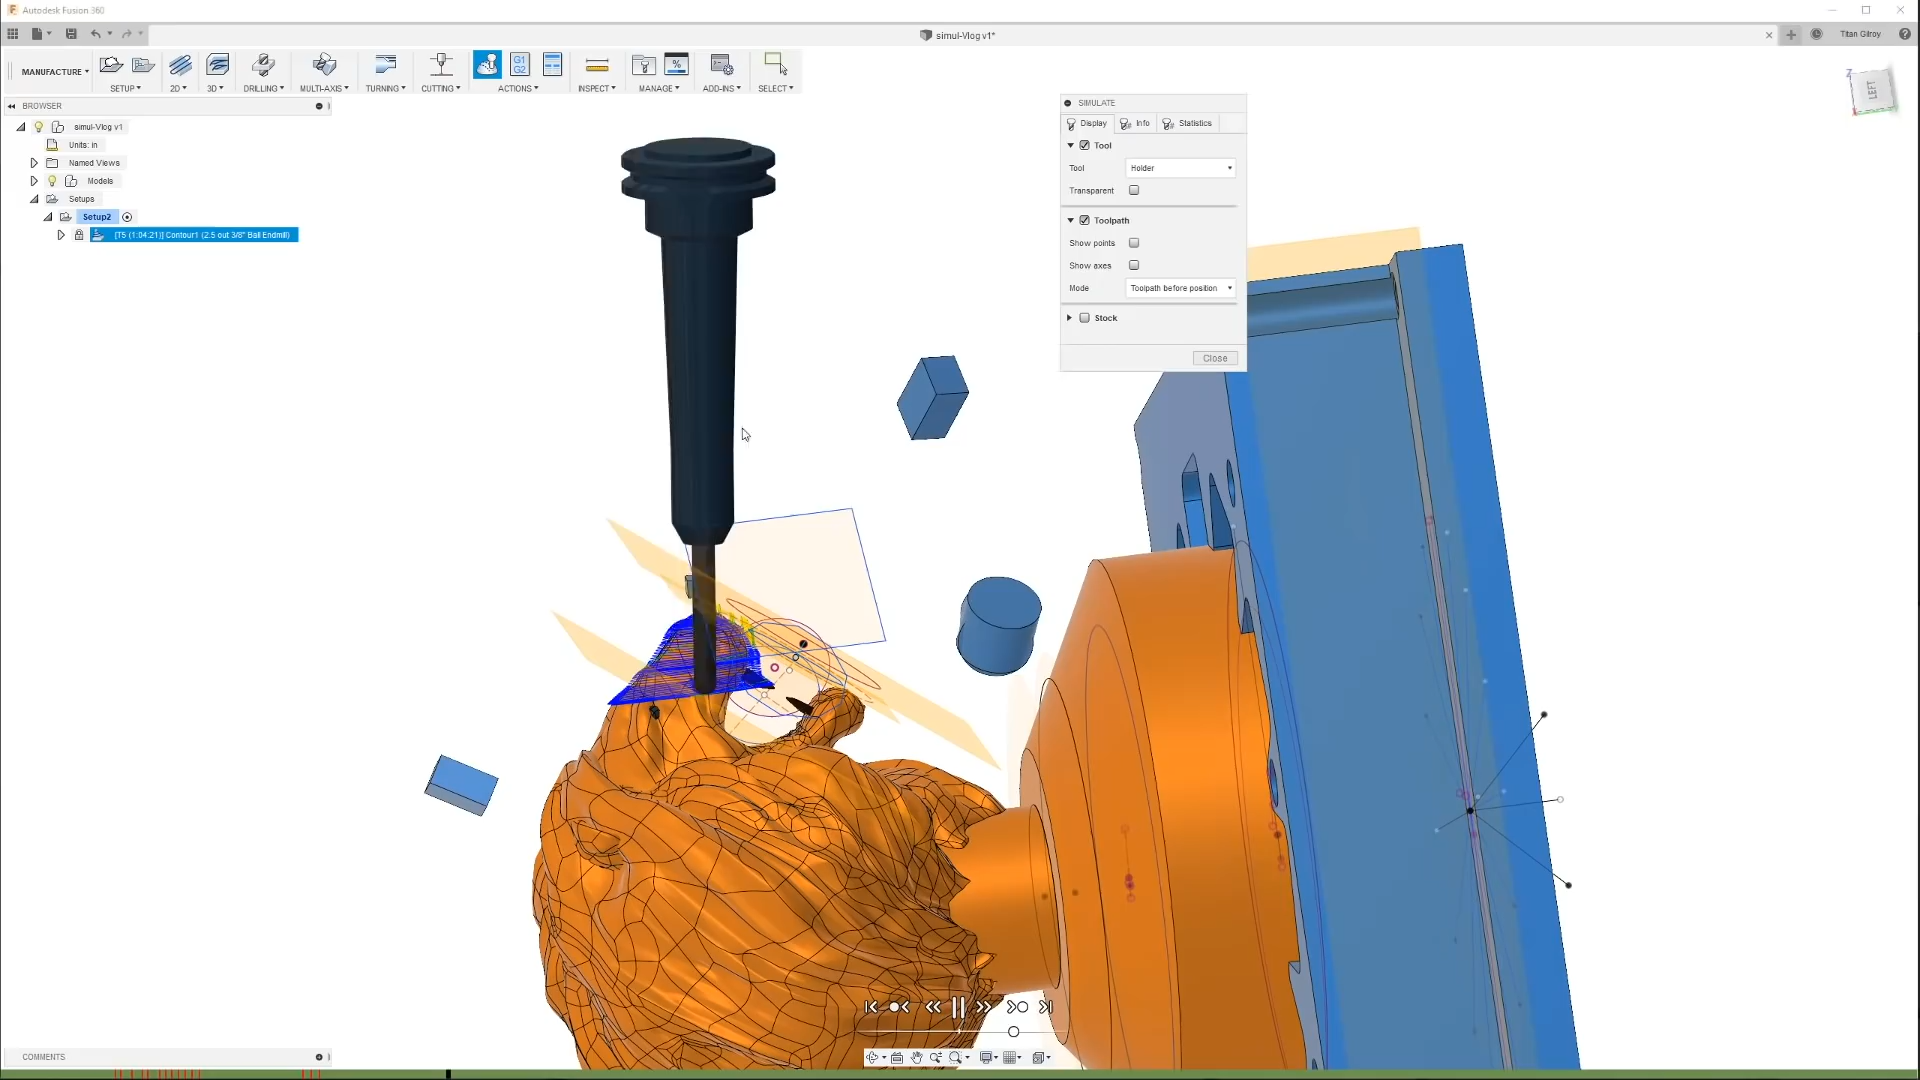 Autodesk Fusion 360
simul-Vlog v1*
Titan Gilroy
MANUFACTURE
SETUP
2D
3D
DRILLING
MULTI-AXIS
TURNING
CUTTING
G1
G2
ACTIONS
INSPECT
%
MANAGE
ADD-INS
SELECT
BROWSER
simul-Vlog v1
Units: in
Named Views
Models
Setups
Setup2
[T5 (1:04:21)] Contour1 (2.5 out 3/8" Ball Endmill)
SIMULATE
Display Info Statistics
Tool
Tool Holder
Transparent
Toolpath
Show points
Show axes
Mode Toolpath before position
Stock
Close
Z
LEFT
COMMENTS